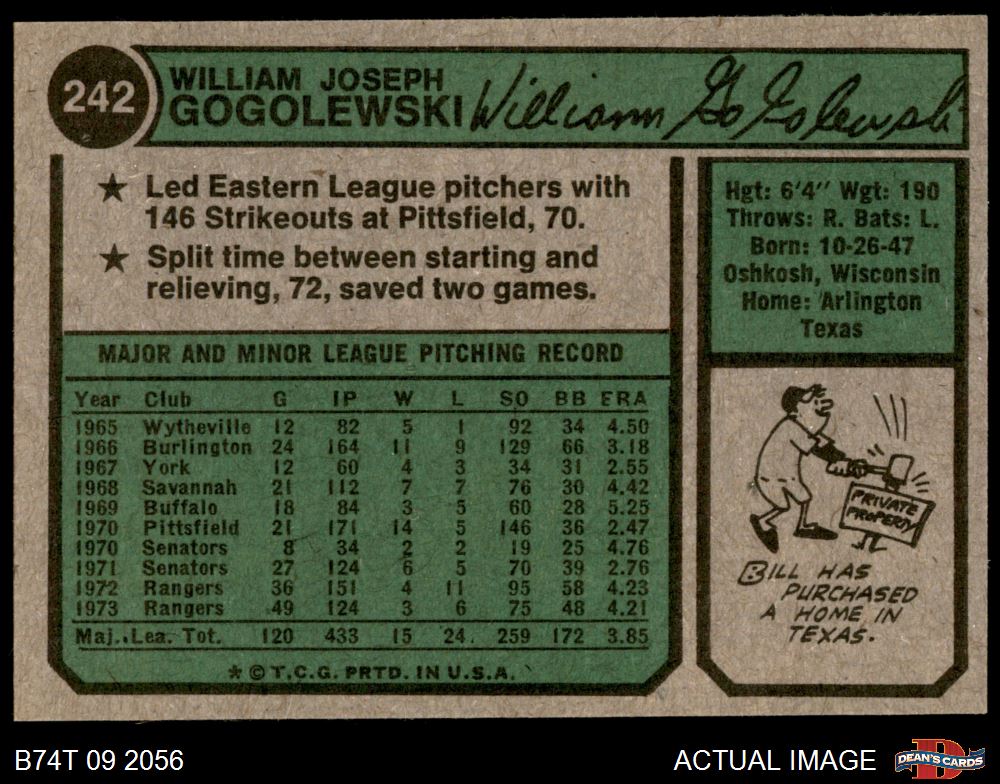 242
WILLIAM JOSEPH
GOGOLEWSKI
William Gogolewski
★ Led Eastern League pitchers with
146 Strikeouts at Pittsfield, 70.
★ Split time between starting and
relieving, 72, saved two games.
Hgt: 6'4" Wgt: 190
Throws: R. Bats: L.
Born: 10-26-47
Oshkosh, Wisconsin
Home: Arlington
Texas
MAJOR AND MINOR LEAGUE PITCHING RECORD
Year Club G IP W L SO BB ERA
1965 Wytheville 12 82 5 1 92 34 4.50
1966 Burlington 24 164 11 9 129 66 3.18
1967 York 12 60 4 3 34 31 2.55
1968 Savannah 21 112 7 7 76 30 4.42
1969 Buffalo 18 84 3 5 60 28 5.25
1970 Pittsfield 21 171 14 5 146 36 2.47
1970 Senators 8 34 2 2 19 25 4.76
1971 Senators 27 124 6 5 70 39 2.76
1972 Rangers 36 151 4 11 95 58 4.23
1973 Rangers 49 124 3 6 75 48 4.21
Maj. Lea. Tot. 120 433 15 24 259 172 3.85
* © T.C.G. PRTD. IN U.S.A.
PRIVATE
PROPERTY
BILL HAS
PURCHASED
A HOME IN
TEXAS.
B74T 09 2056
ACTUAL IMAGE
D
DEAN'S CARDS